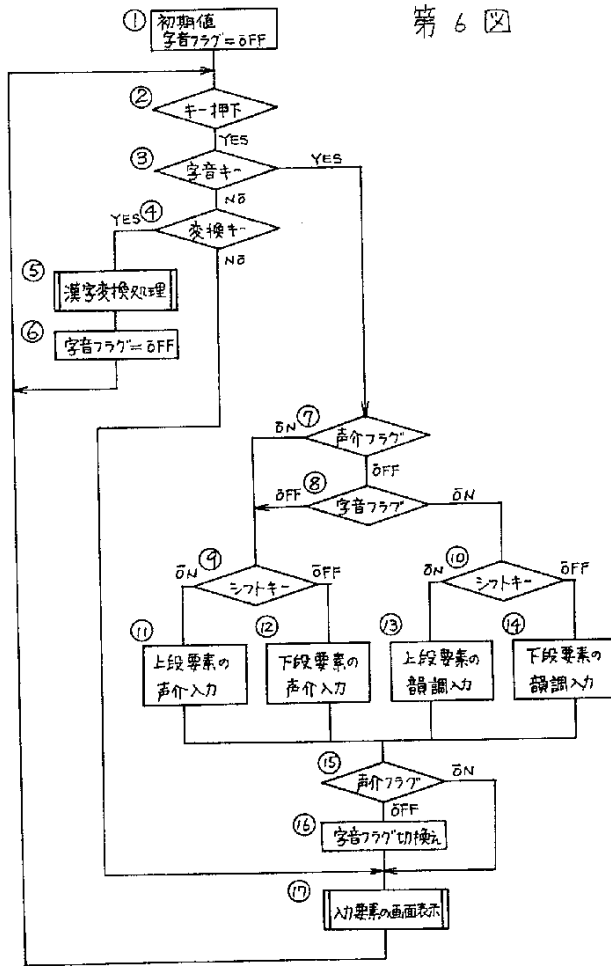 第6図
① 初期値
字音フラグ=OFF
② キー押下
YES
③ 字音キー YES
NO
④ 変換キー
YES
NO
⑤ 漢字変換処理
⑥ 字音フラグ=OFF
⑦ 声介フラグ
ON
OFF
⑧ 字音フラグ
OFF
ON
⑨ シフトキー
ON
OFF
⑩ シフトキー
ON
OFF
⑪ 上段要素の
声介入力
⑫ 下段要素の
声介入力
⑬ 上段要素の
韻調入力
⑭ 下段要素の
韻調入力
⑮ 声介フラグ ON
OFF
⑯ 字音フラグ切換え
⑰ 入力要素の画面表示